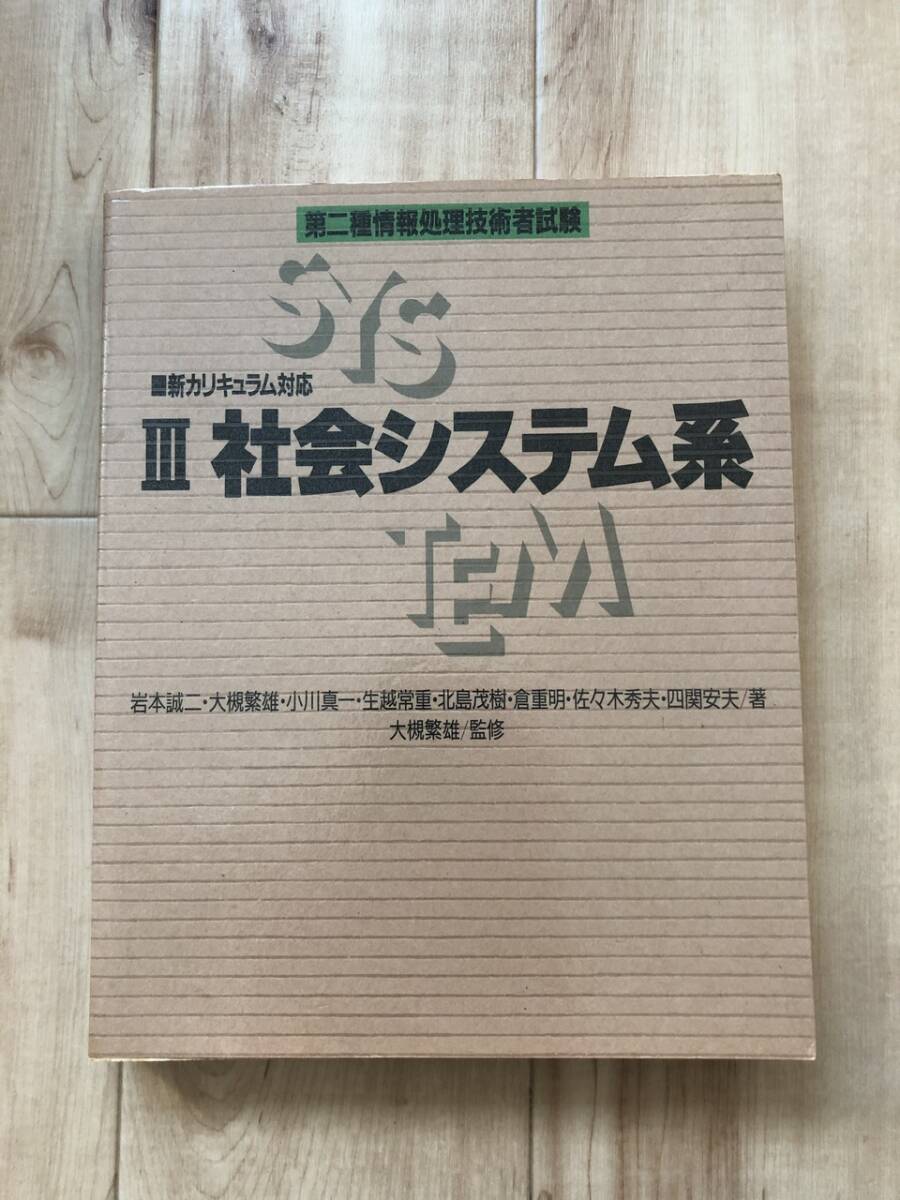 第二種情報処理技術者試験
SYS
■新カリキュラム対応
III 社会システム系
TEM
岩本誠二・大槻繁雄・小川真一・生越常重・北島茂樹・倉重明・佐々木秀夫・四関安夫/著
大槻繁雄/監修